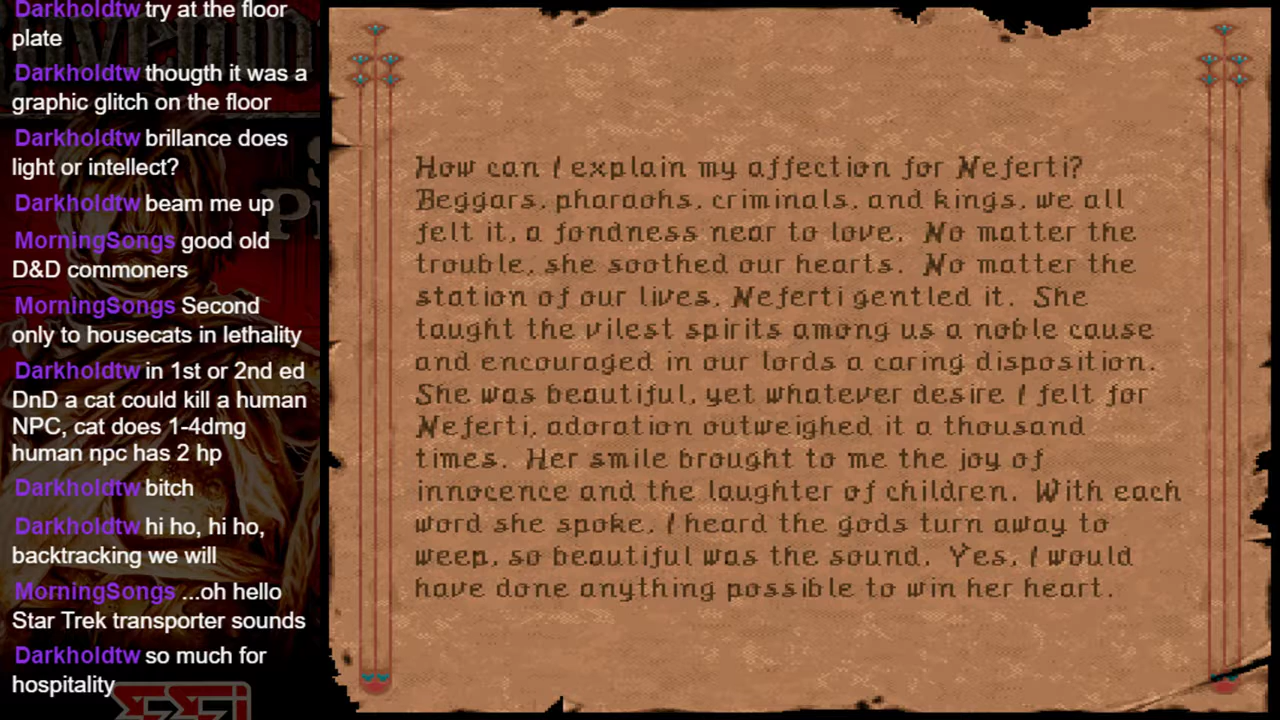 Darkholdtw try at the floor
plate
Darkholdtw thougth it was a
graphic glitch on the floor
Darkholdtw brillance does
light or intellect?
Darkholdtw beam me up
MorningSongs good old
D&D commoners
MorningSongs Second
only to housecats in lethality
Darkholdtw in 1st or 2nd ed
DnD a cat could kill a human
NPC, cat does 1-4dmg
human npc has 2 hp
Darkholdtw bitch
Darkholdtw hi ho, hi ho,
backtracking we will
MorningSongs ...oh hello
Star Trek transporter sounds
Darkholdtw so much for
hospitality
How can I explain my affection for Neferti?
Beggars, pharaohs, criminals, and kings, we all
felt it, a fondness near to love. No matter the
trouble, she soothed our hearts. No matter the
station of our lives, Neferti gentled it. She
taught the vilest spirits among us a noble cause
and encouraged in our lords a caring disposition.
She was beautiful, yet whatever desire I felt for
Neferti, adoration outweighed it a thousand
times. Her smile brought to me the joy of
innocence and the laughter of children. With each
word she spoke, I heard the gods turn away to
weep, so beautiful was the sound. Yes, I would
have done anything possible to win her heart.